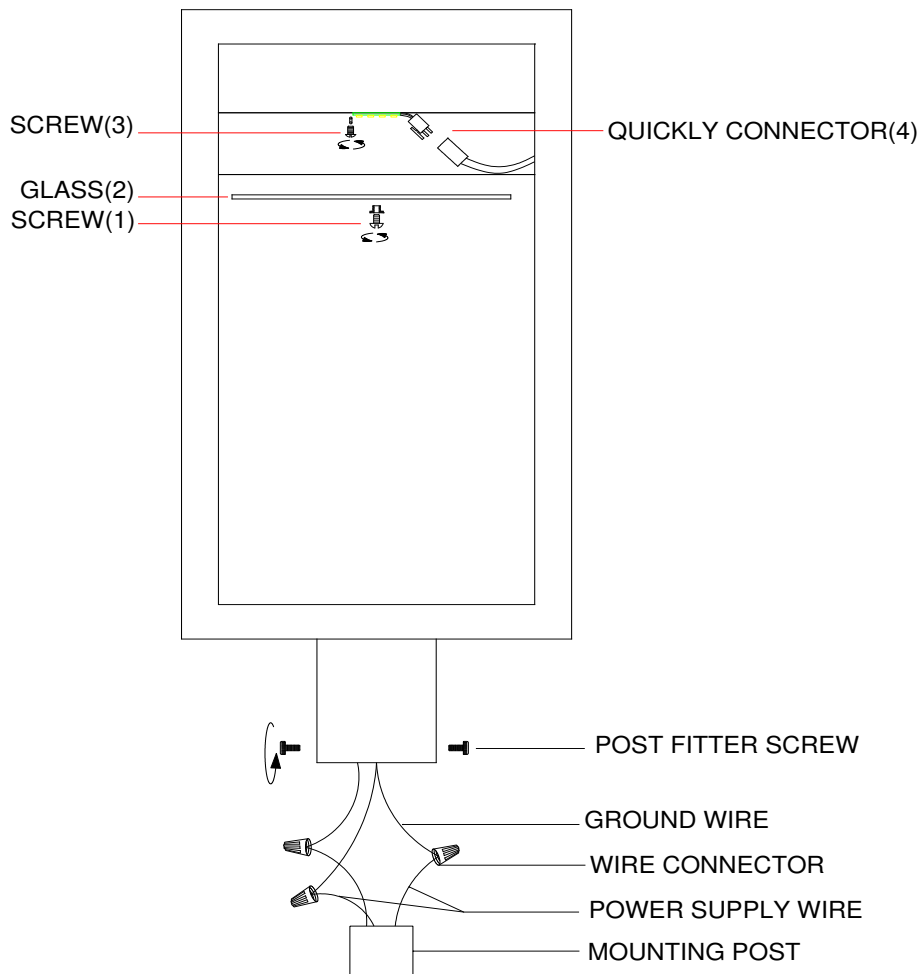 SCREW(3)
QUICKLY CONNECTOR(4)
GLASS(2)
SCREW(1)
POST FITTER SCREW
GROUND WIRE
WIRE CONNECTOR
POWER SUPPLY WIRE
MOUNTING POST